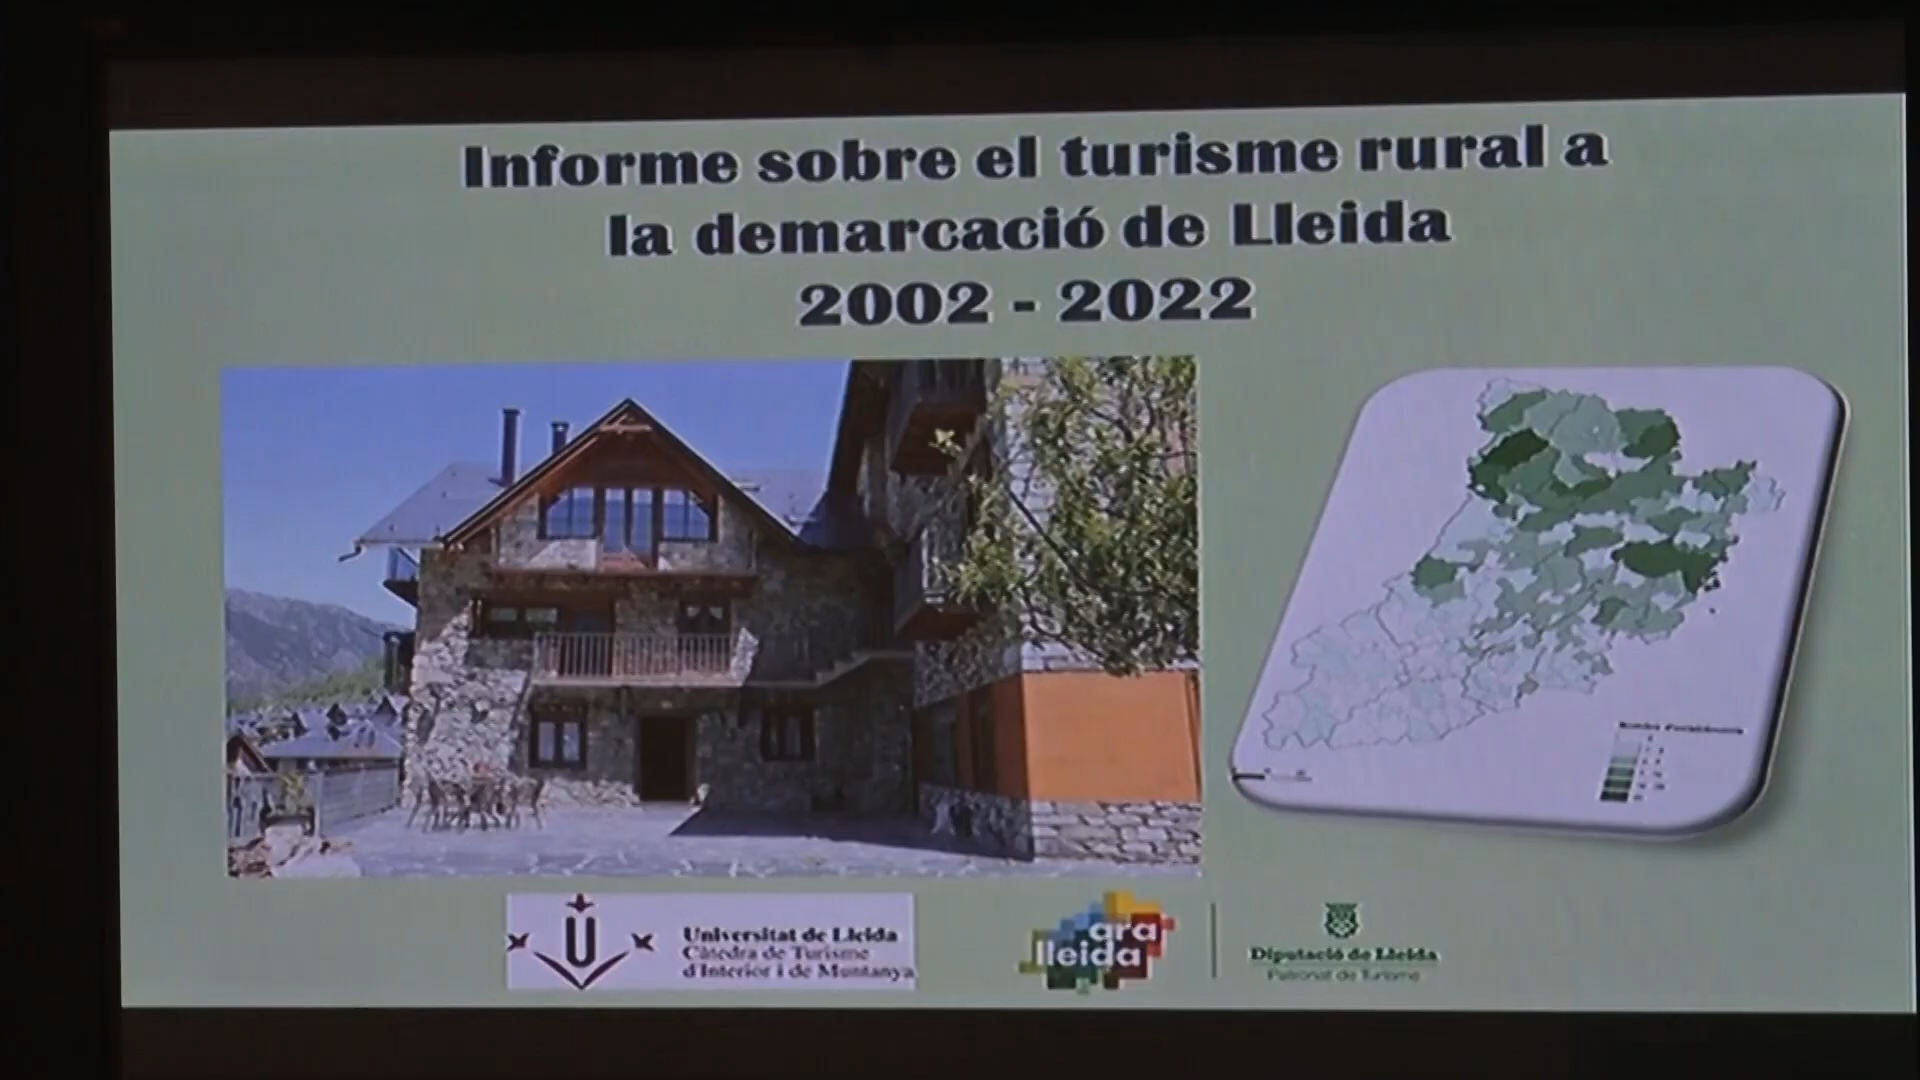 Informe sobre el turisme rural a
la demarcació de Lleida
2002 - 2022
U
Universitat de Lleida
Càtedra de Turisme
d'Interior i de Muntanya
ara
lleida
Diputació de Lleida
Patronat de Turisme